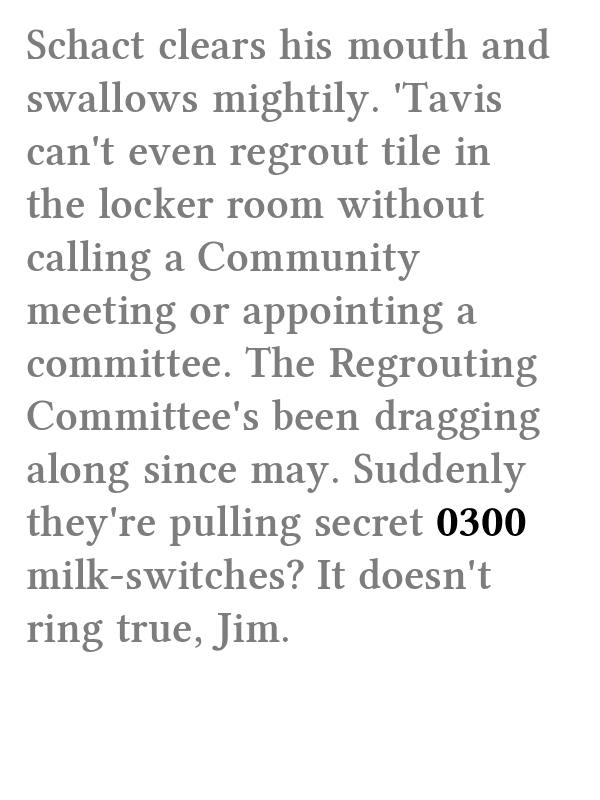 Schact clears his mouth and
swallows mightily. 'Tavis
can't even regrout tile in
the locker room without
calling a Community
meeting or appointing a
committee. The Regrouting
Committee's been dragging
along since may. Suddenly
they're pulling secret 0300
milk-switches? It doesn't
ring true, Jim.